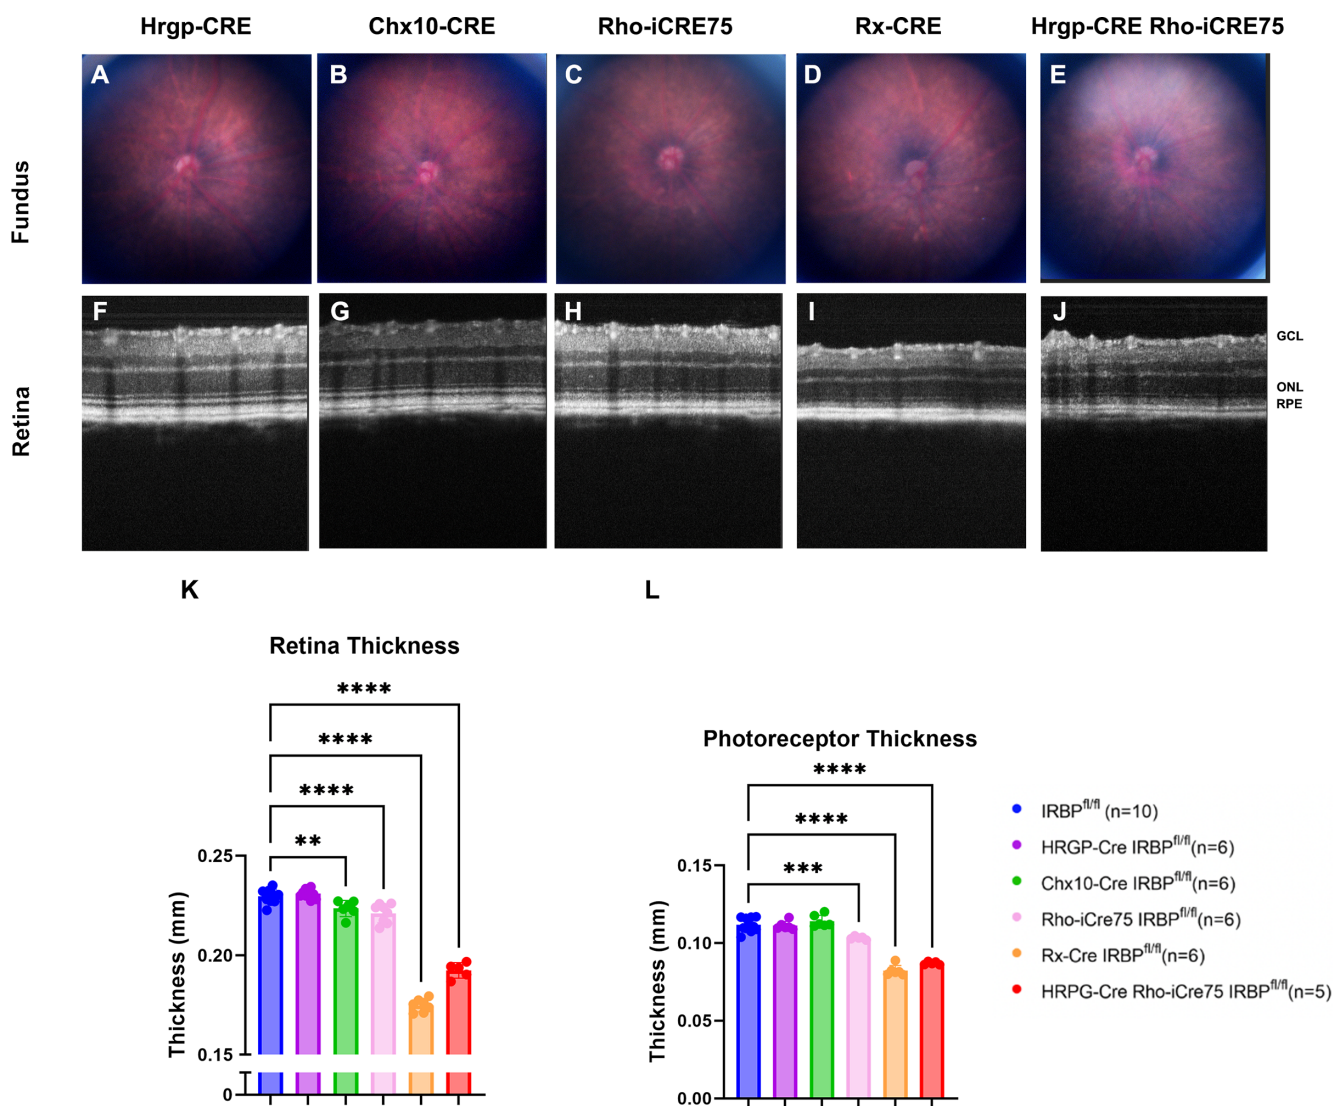 Hrgp-CRE Chx10-CRE Rho-iCRE75 Rx-CRE Hrgp-CRE Rho-iCRE75
Fundus
A B C D E
Retina
F G H I J
GCL
ONL
RPE
K L
Retina Thickness
****
****
****
**
Thickness (mm)
0.25
0.20
0.15
0
Photoreceptor Thickness
****
****
***
Thickness (mm)
0.15
0.10
0.05
0.00
IRBP^fl/fl (n=10)
HRGP-Cre IRBP^fl/fl(n=6)
Chx10-Cre IRBP^fl/fl(n=6)
Rho-iCre75 IRBP^fl/fl(n=6)
Rx-Cre IRBP^fl/fl(n=6)
HRPG-Cre Rho-iCre75 IRBP^fl/fl(n=5)